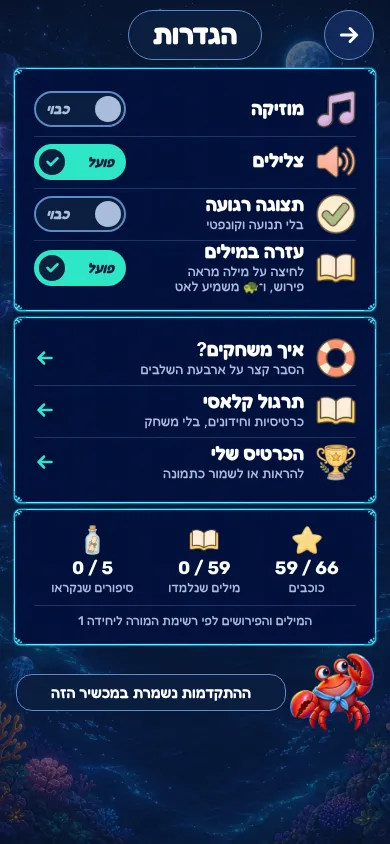 הגדרות
מוזיקה
כבוי
צלילים
פועל
תצוגה רגועה
בלי תנועה וקונפטי
כבוי
עזרה במילים
לחיצה על מילה מראה
פירוש, ו־🐢 משמיע לאט
פועל
איך משחקים?
הסבר קצר על ארבעת השלבים
תרגול קלאסי
כרטיסיות וחידונים, בלי משחק
הכרטיס שלי
להראות או לשמור כתמונה
59 / 66
כוכבים
0 / 59
מילים שנלמדו
0 / 5
סיפורים שנקראו
המילים והפירושים לפי רשימת המורה ליחידה 1
ההתקדמות נשמרת במכשיר הזה